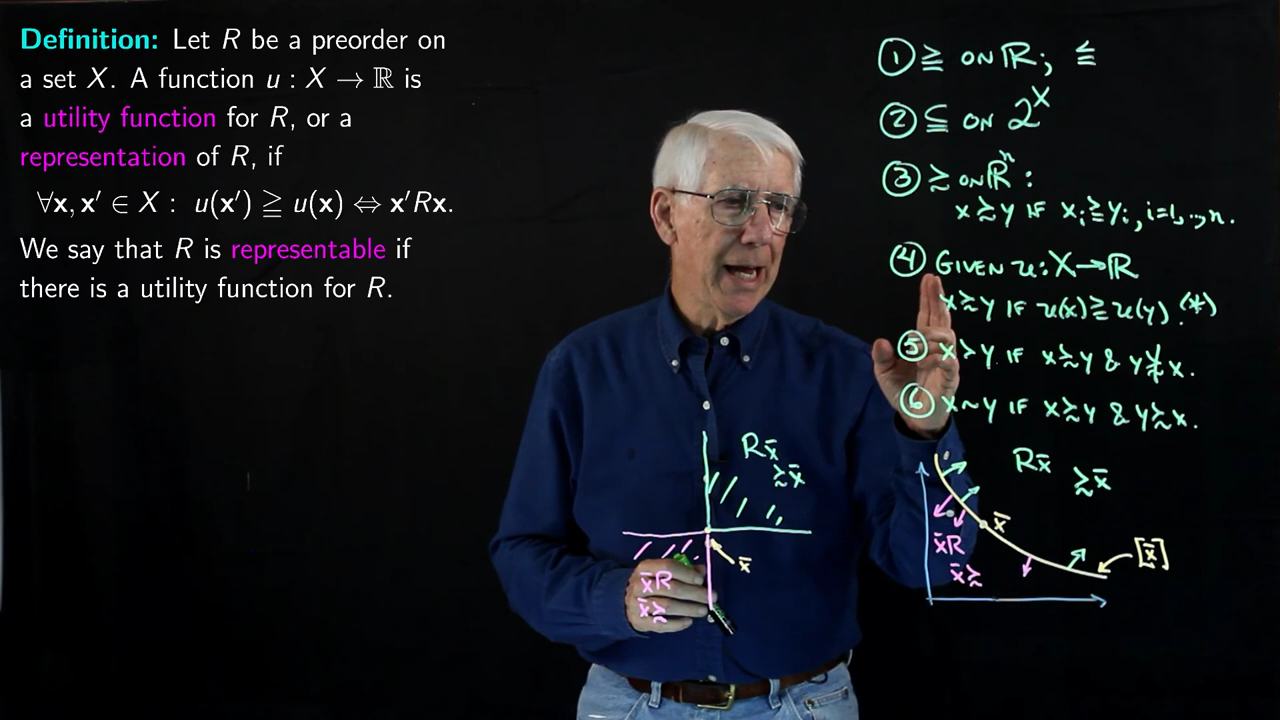 Definition: Let R be a preorder on
a set X. A function u : X → ℝ is
a utility function for R, or a
representation of R, if
∀x, x′ ∈ X : u(x′) ≧ u(x) ⇔ x′Rx.
We say that R is representable if
there is a utility function for R.
① ≧ ON ℝ; ≦
② ⊆ ON 2^X
③ ≳ ON ℝⁿ :
x ≳ y IF xᵢ ≧ yᵢ, i=1,..,n.
④ GIVEN u: X → ℝ
x ≳ y IF u(x) ≧ u(y). (*)
⑤ x ≻ y IF x ≳ y & y ⋧̸ x.
⑥ x ~ y IF x ≳ y & y ≳ x.
Rx̄
≳x̄
x̄
x̄R
x̄≳
Rx̄
≳x̄
x̄
[x̄]
x̄R
x̄≳